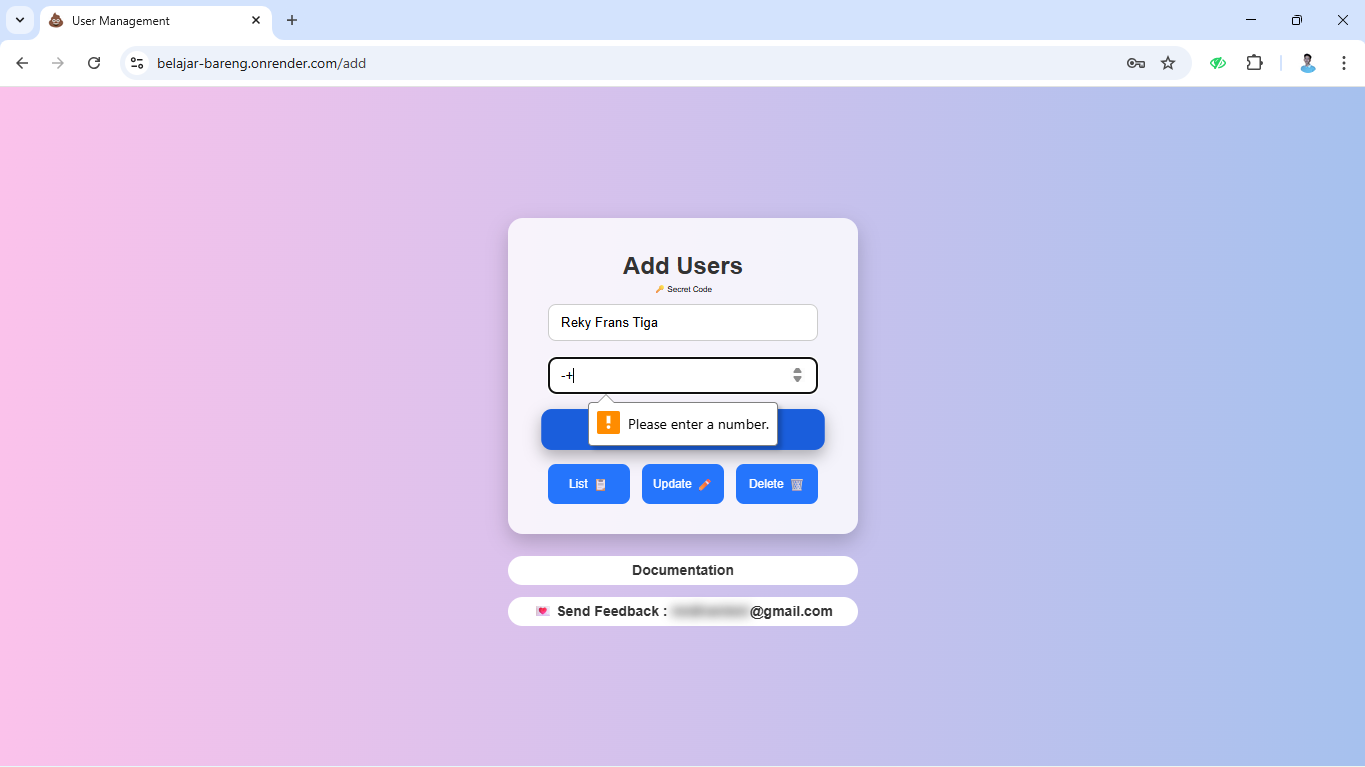 User Management
belajar-bareng.onrender.com/add
Add Users
Secret Code
Reky Frans Tiga
-+
Please enter a number.
List
Update
Delete
Documentation
Send Feedback : @gmail.com